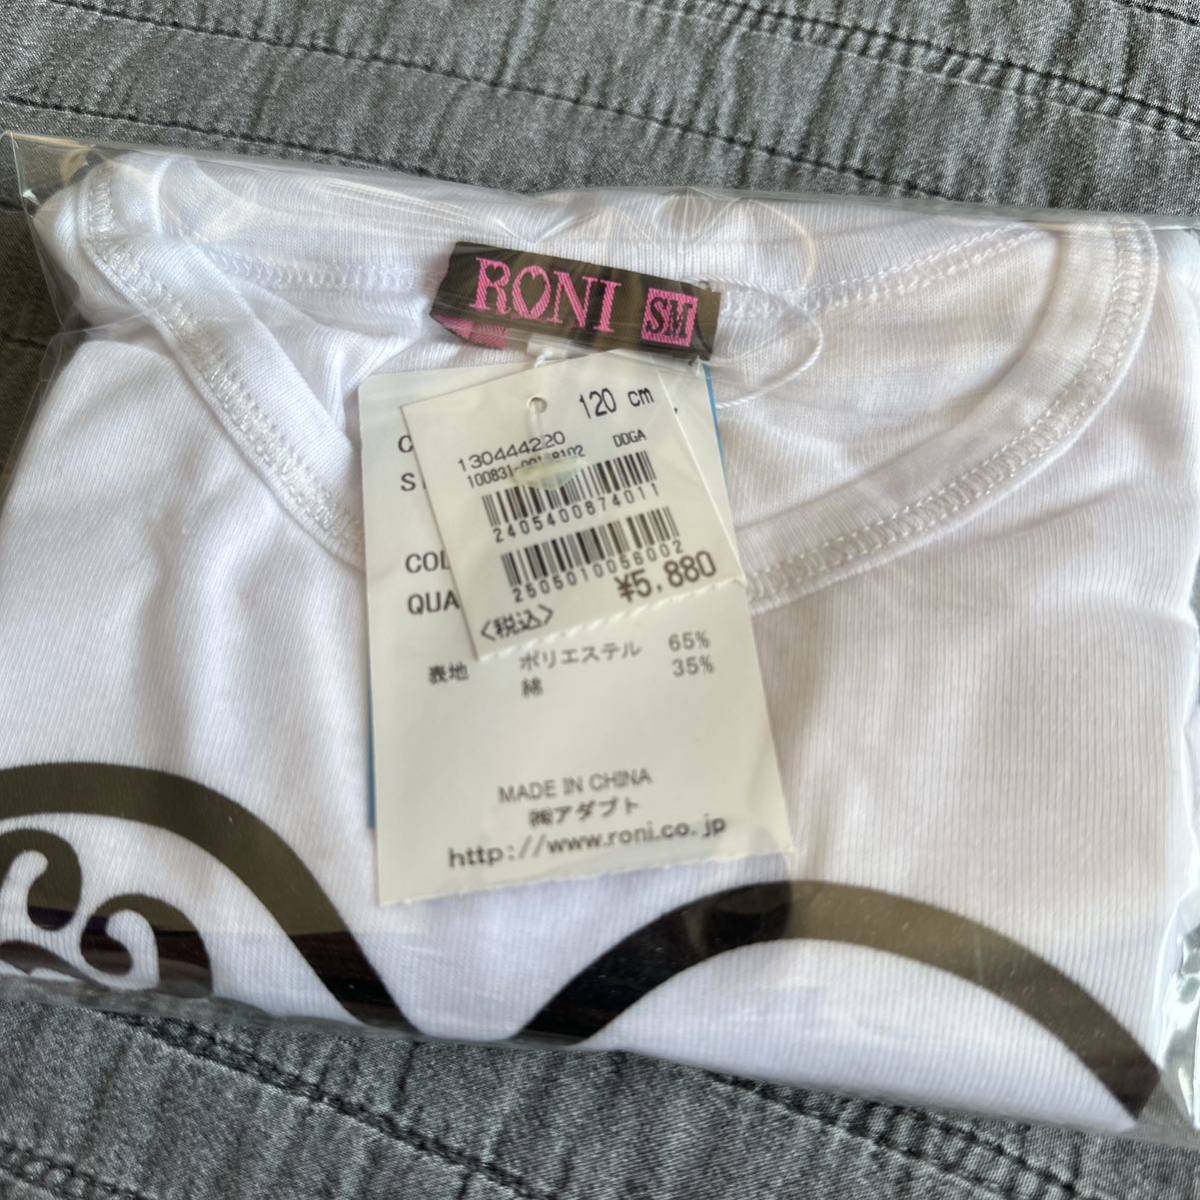 RONI SM
120 cm
130444220
DDGA
2405400874011
2505010056002
¥5,880
<税込>
COL
QUA
表地 ポリエステル 65%
綿 35%
MADE IN CHINA
㈱アダプト
http://www.roni.co.jp